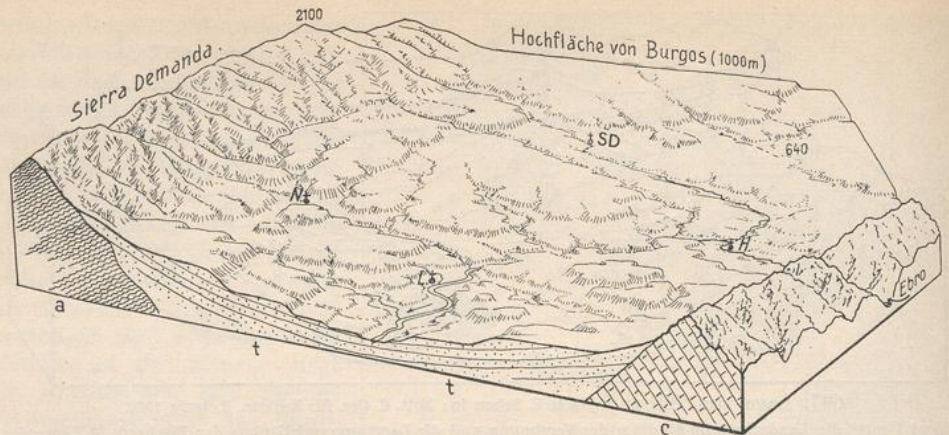 2100
Hochfläche von Burgos (1000m)
Sierra Demanda.
SD
640
N
H
L
Ebro
a
t
t
c